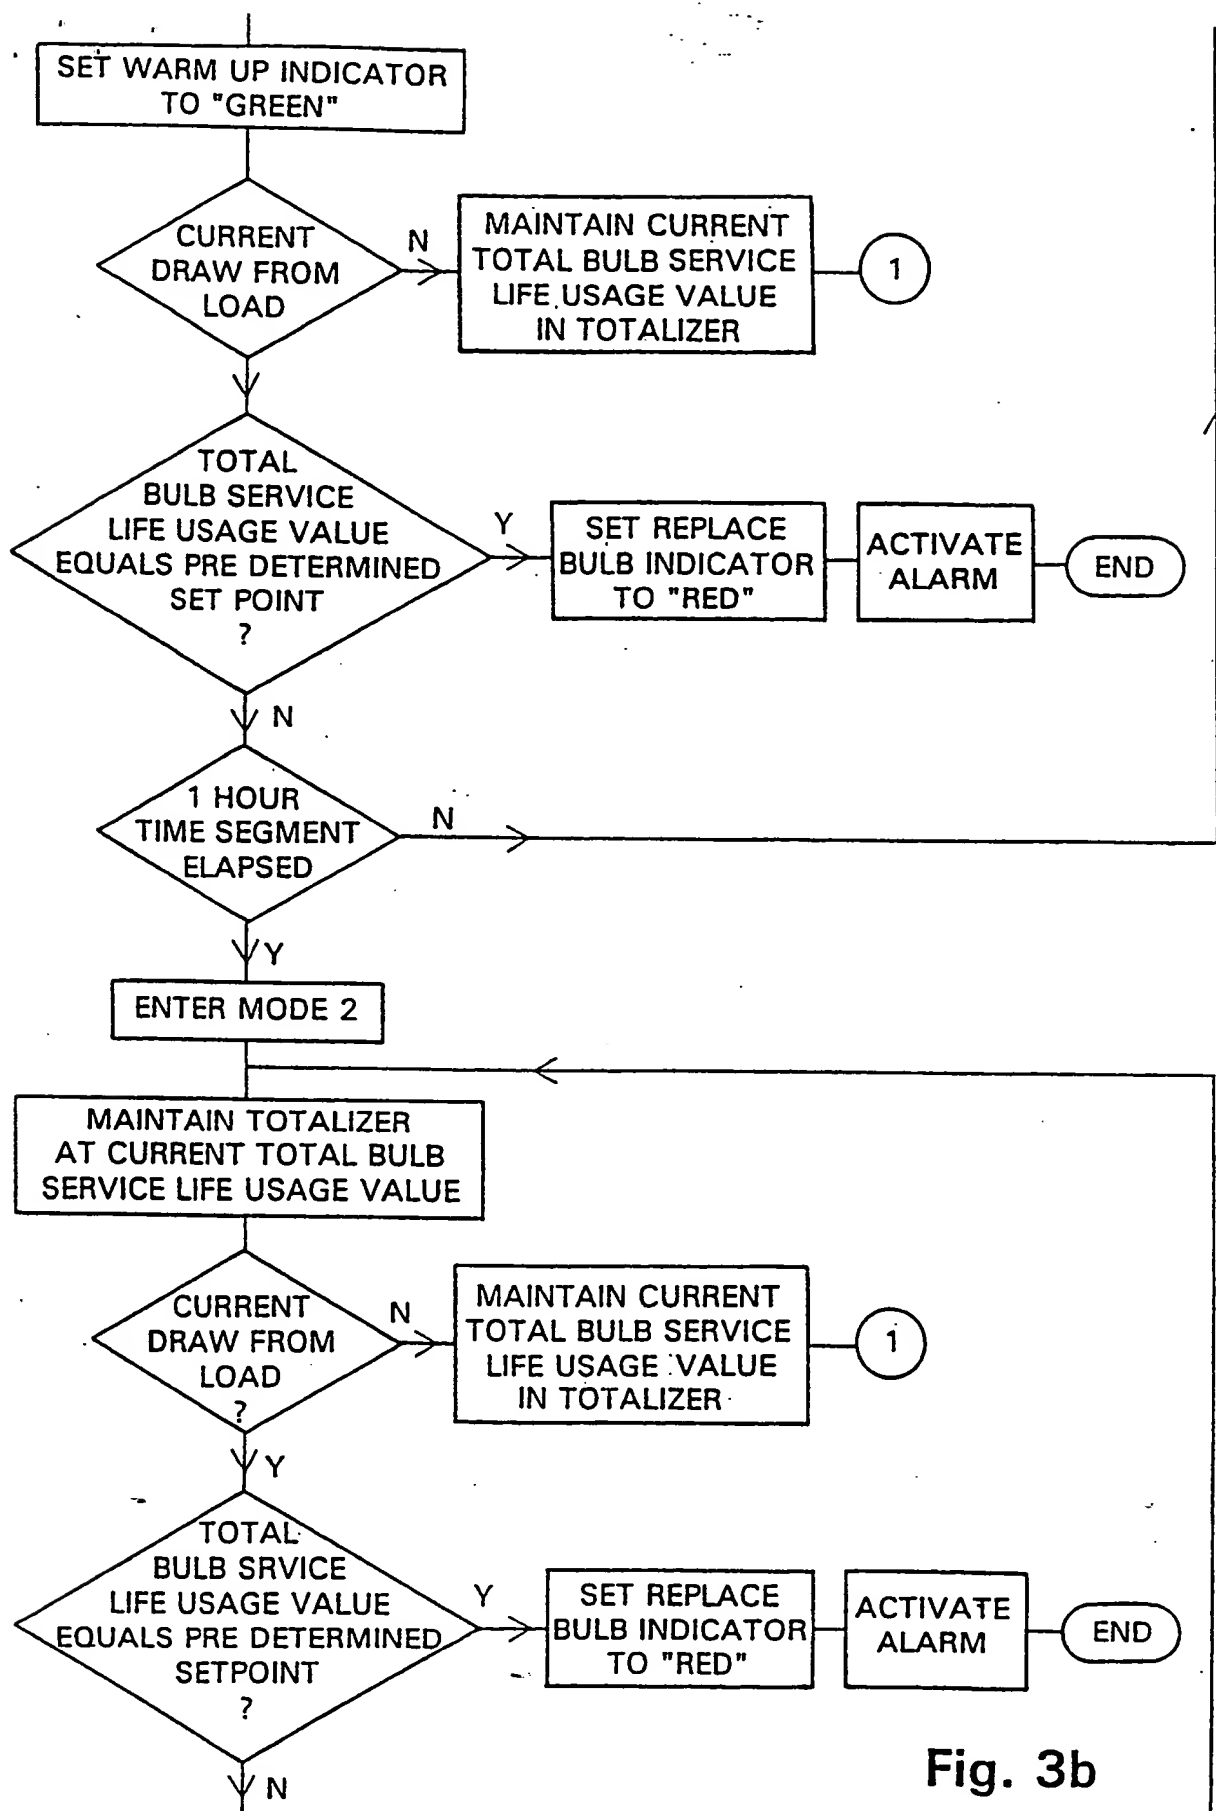 SET WARM UP INDICATOR
TO "GREEN"
CURRENT
DRAW FROM
LOAD
N
MAINTAIN CURRENT
TOTAL BULB SERVICE
LIFE USAGE VALUE
IN TOTALIZER
1
TOTAL
BULB SERVICE
LIFE USAGE VALUE
EQUALS PRE DETERMINED
SET POINT
?
Y
SET REPLACE
BULB INDICATOR
TO "RED"
ACTIVATE
ALARM
END
N
1 HOUR
TIME SEGMENT
ELAPSED
N
Y
ENTER MODE 2
MAINTAIN TOTALIZER
AT CURRENT TOTAL BULB
SERVICE LIFE USAGE VALUE
CURRENT
DRAW FROM
LOAD
?
N
MAINTAIN CURRENT
TOTAL BULB SERVICE
LIFE USAGE VALUE
IN TOTALIZER
1
Y
TOTAL
BULB SRVICE
LIFE USAGE VALUE
EQUALS PRE DETERMINED
SETPOINT
?
Y
SET REPLACE
BULB INDICATOR
TO "RED"
ACTIVATE
ALARM
END
N
Fig. 3b